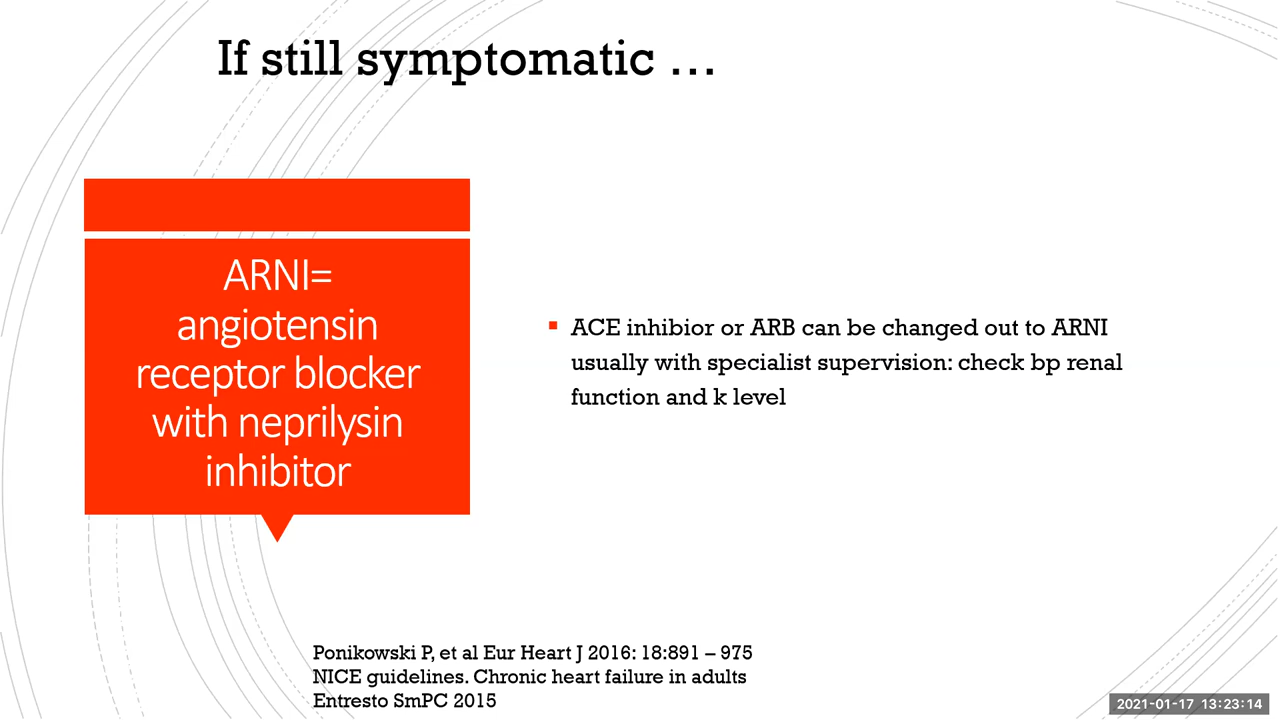 If still symptomatic …
ARNI=
angiotensin
receptor blocker
with neprilysin
inhibitor
▪ ACE inhibior or ARB can be changed out to ARNI
usually with specialist supervision: check bp renal
function and k level
Ponikowski P, et al Eur Heart J 2016: 18:891 – 975
NICE guidelines. Chronic heart failure in adults
Entresto SmPC 2015
2021-01-17 13:23:14